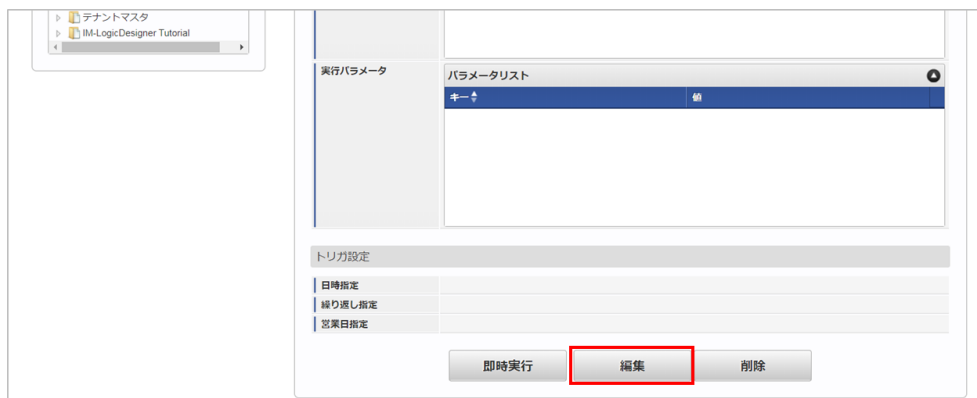 テナントマスタ
IM-LogicDesigner Tutorial
実行パラメータ
パラメータリスト
キー 値
トリガ設定
日時指定
繰り返し指定
営業日指定
即時実行 編集 削除